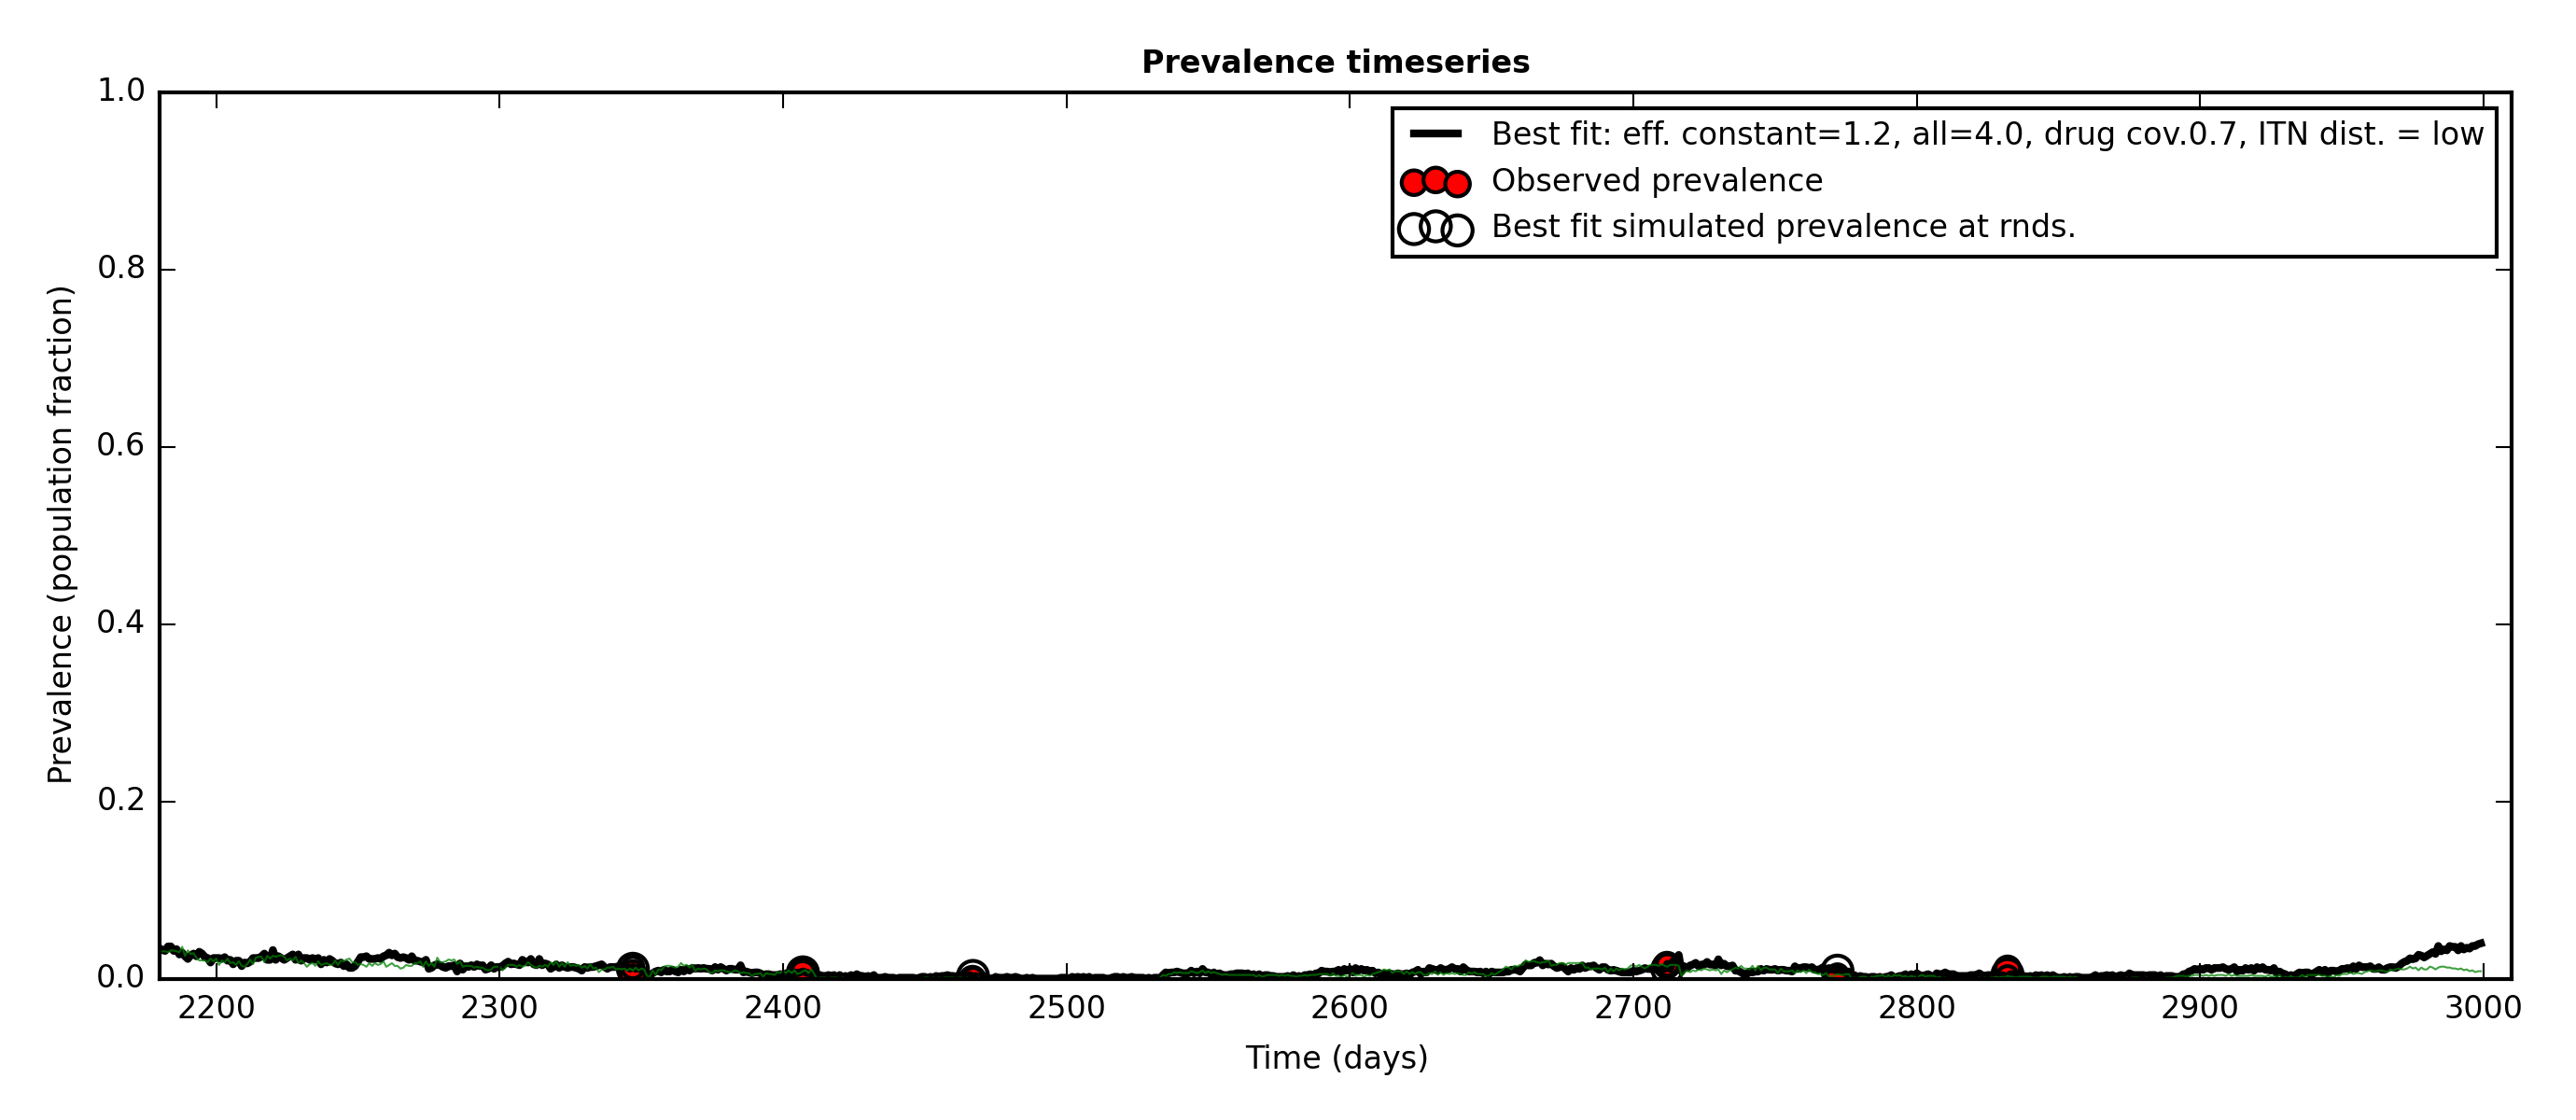 Prevalence timeseries
1.0
0.8
0.6
0.4
0.2
0.0
Prevalence (population fraction)
Best fit: eff. constant=1.2, all=4.0, drug cov.0.7, ITN dist. = low
Observed prevalence
Best fit simulated prevalence at rnds.
2200 2300 2400 2500 2600 2700 2800 2900 3000
Time (days)